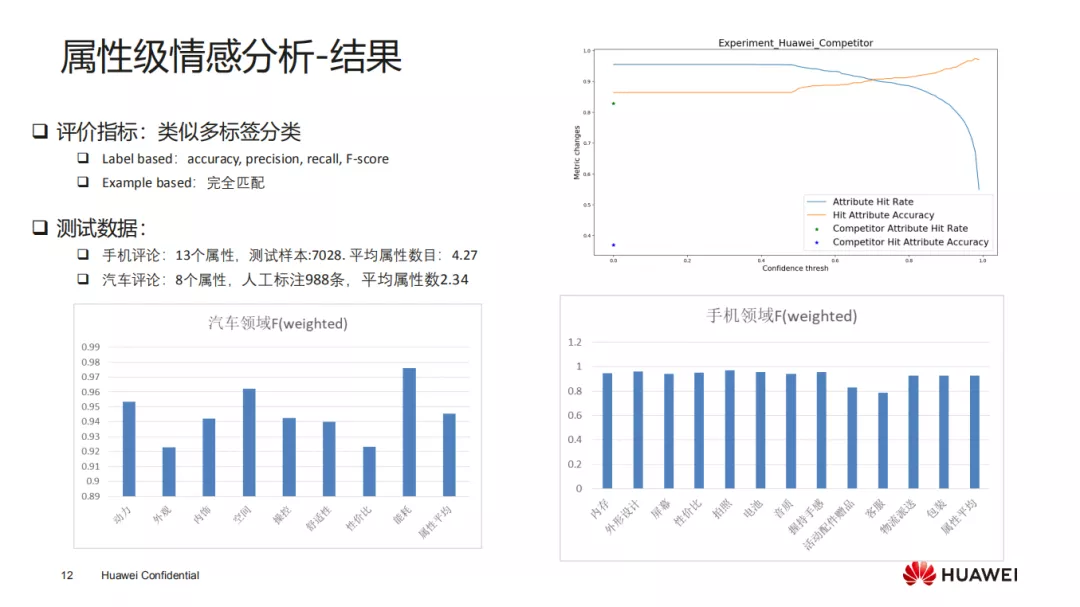 属性级情感分析-结果
❑ 评价指标：类似多标签分类
❑ Label based：accuracy, precision, recall, F-score
❑ Example based：完全匹配
❑ 测试数据：
❑ 手机评论：13个属性，测试样本:7028. 平均属性数目：4.27
❑ 汽车评论：8个属性，人工标注988条，平均属性数2.34
汽车领域F(weighted)
0.99
0.98
0.97
0.96
0.95
0.94
0.93
0.92
0.91
0.9
0.89
动力 外观 内饰 空间 操控 舒适性 性价比 能耗 属性平均
Experiment_Huawei_Competitor
Metric changes
1.0
0.9
0.8
0.7
0.6
0.5
0.4
Attribute Hit Rate
Hit Attribute Accuracy
Competitor Attribute Hit Rate
Competitor Hit Attribute Accuracy
0.0 0.2 0.4 0.6 0.8 1.0
Confidence thresh
手机领域F(weighted)
1.2
1
0.8
0.6
0.4
0.2
0
内存 外形设计 屏幕 性价比 拍照 电池 音质 握持手感 活动配件赠品 客服 物流派送 包装 属性平均
12 Huawei Confidential
HUAWEI